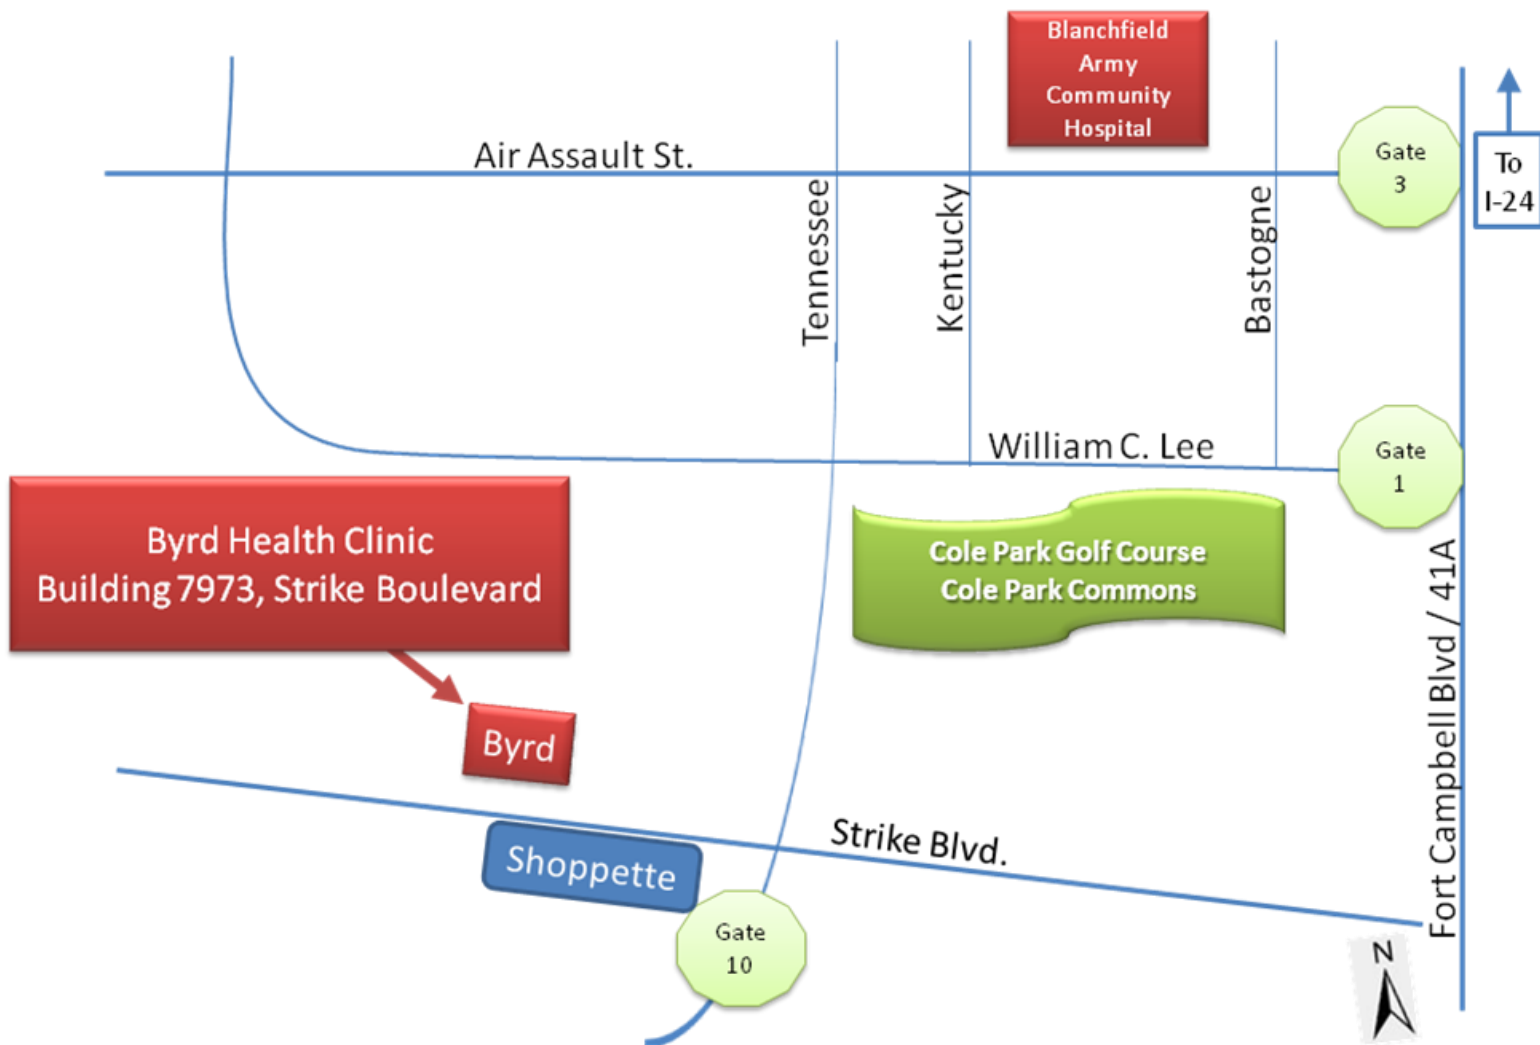 Blanchfield
Army
Community
Hospital
Air Assault St.
Gate
3
To
I-24
Tennessee
Kentucky
Bastogne
William C. Lee
Gate
1
Byrd Health Clinic
Building 7973, Strike Boulevard
Cole Park Golf Course
Cole Park Commons
Fort Campbell Blvd / 41A
Byrd
Strike Blvd.
Shoppette
Gate
10
N